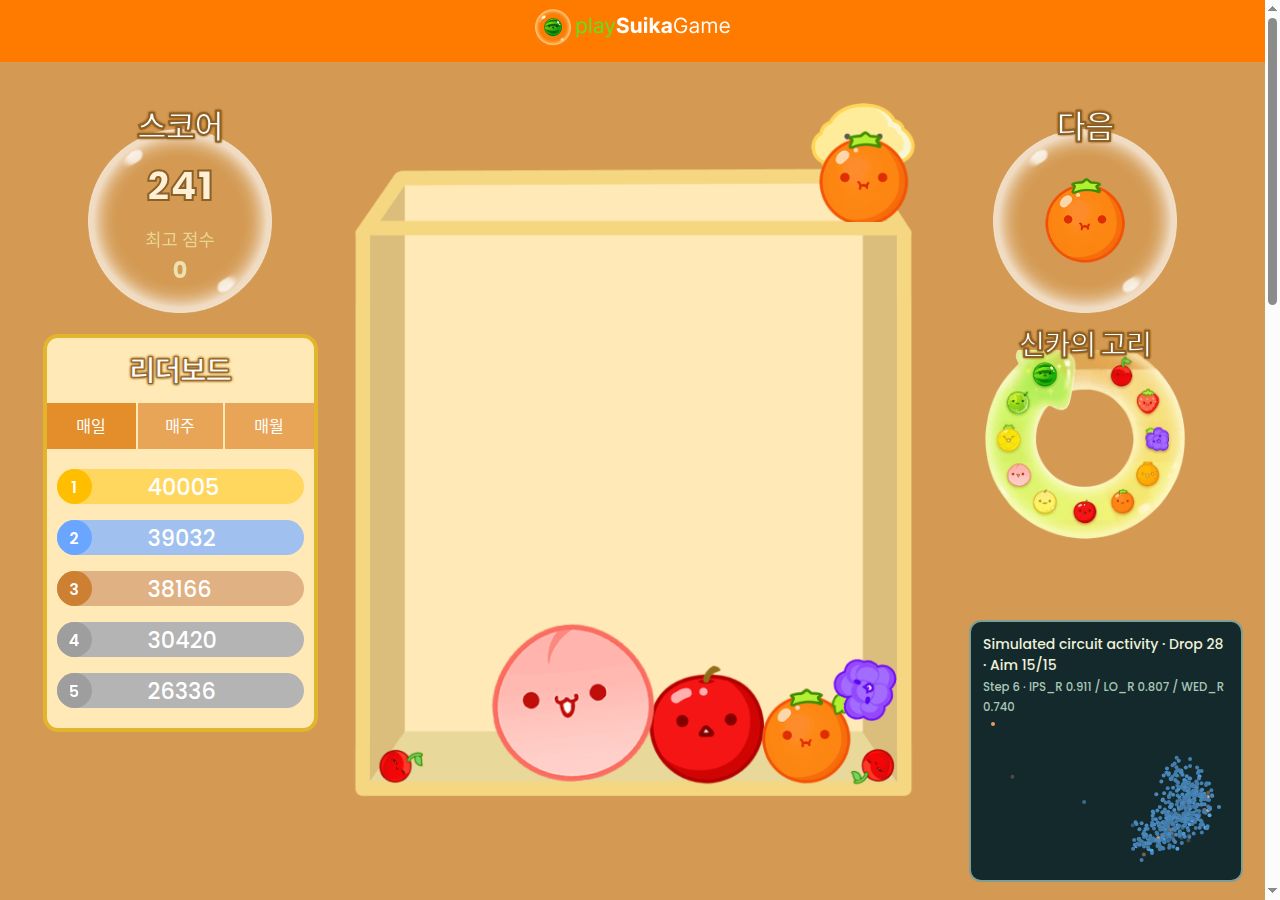 playSuikaGame
스코어
241
최고 점수
0
다음
리더보드
매일 매주 매월
1 40005
2 39032
3 38166
4 30420
5 26336
신카의 고리
Simulated circuit activity · Drop 28
· Aim 15/15
Step 6 · IPS_R 0.911 / LO_R 0.807 / WED_R
0.740